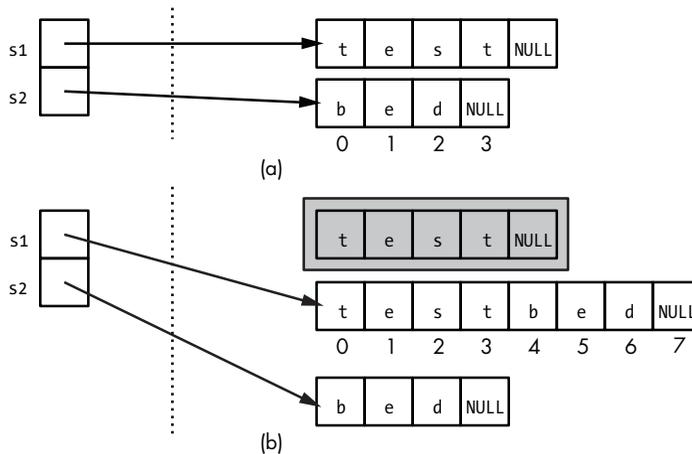 s1 t e s t NULL
s2 b e d NULL
0 1 2 3
(a)
t e s t NULL
s1
s2 t e s t b e d NULL
0 1 2 3 4 5 6 7
b e d NULL
(b)